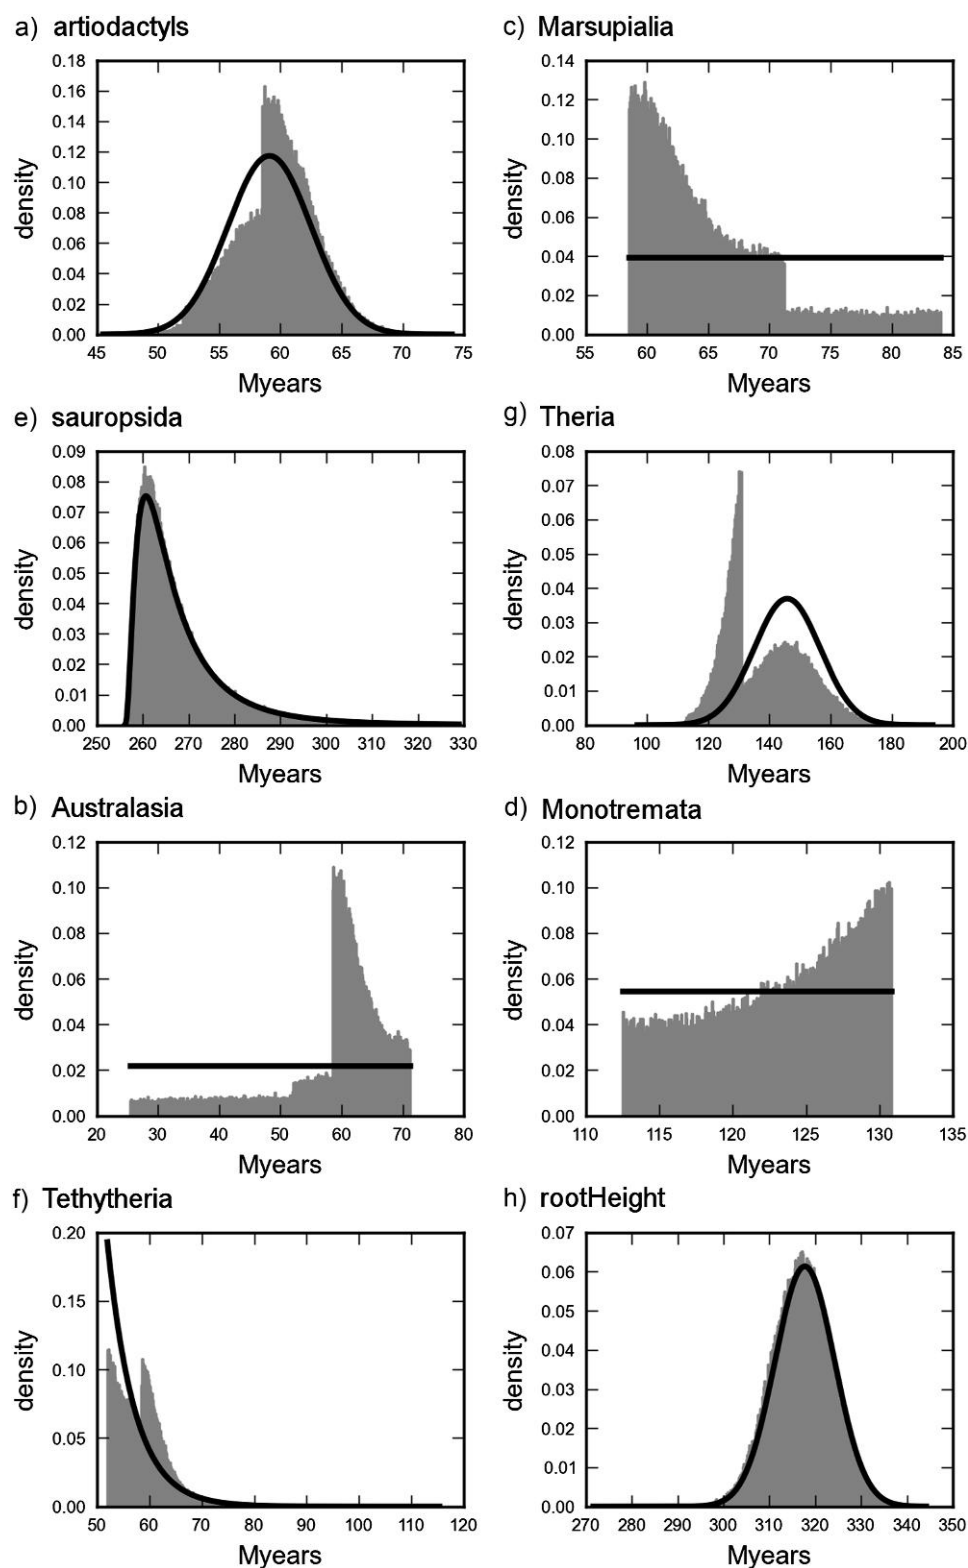 a) artiodactyls
0.18
0.16
0.14
0.12
0.10
0.08
0.06
0.04
0.02
0.00
density
45 50 55 60 65 70 75
Myears
c) Marsupialia
0.14
0.12
0.10
0.08
0.06
0.04
0.02
0.00
density
55 60 65 70 75 80 85
Myears
e) sauropsida
0.09
0.08
0.07
0.06
0.05
0.04
0.03
0.02
0.01
0.00
density
250 260 270 280 290 300 310 320 330
Myears
g) Theria
0.08
0.07
0.06
0.05
0.04
0.03
0.02
0.01
0.00
density
80 100 120 140 160 180 200
Myears
b) Australasia
0.12
0.10
0.08
0.06
0.04
0.02
0.00
density
20 30 40 50 60 70 80
Myears
d) Monotremata
0.12
0.10
0.08
0.06
0.04
0.02
0.00
density
110 115 120 125 130 135
Myears
f) Tethytheria
0.20
0.15
0.10
0.05
0.00
density
50 60 70 80 90 100 110 120
Myears
h) rootHeight
0.07
0.06
0.05
0.04
0.03
0.02
0.01
0.00
density
270 280 290 300 310 320 330 340 350
Myears